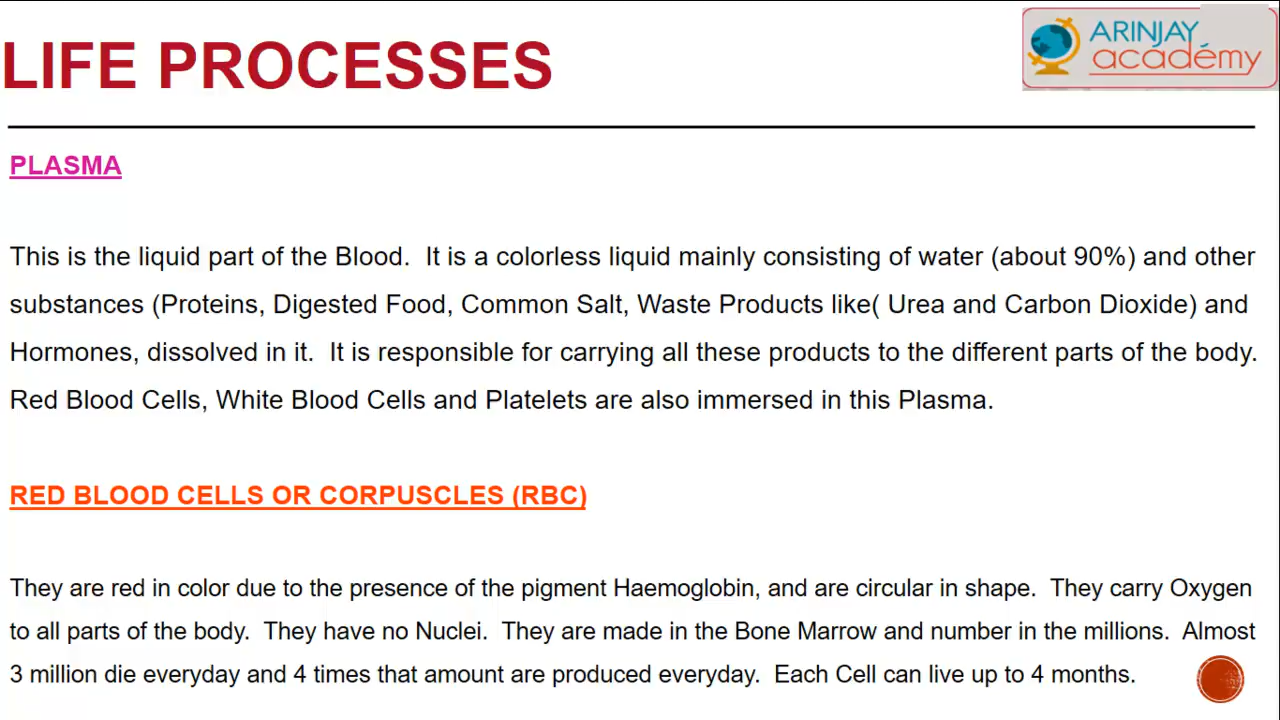 LIFE PROCESSES
ARINJAY
académy
PLASMA
This is the liquid part of the Blood.  It is a colorless liquid mainly consisting of water (about 90%) and other
substances (Proteins, Digested Food, Common Salt, Waste Products like( Urea and Carbon Dioxide) and
Hormones, dissolved in it.  It is responsible for carrying all these products to the different parts of the body.
Red Blood Cells, White Blood Cells and Platelets are also immersed in this Plasma.
RED BLOOD CELLS OR CORPUSCLES (RBC)
They are red in color due to the presence of the pigment Haemoglobin, and are circular in shape.  They carry Oxygen
to all parts of the body.  They have no Nuclei.  They are made in the Bone Marrow and number in the millions.  Almost
3 million die everyday and 4 times that amount are produced everyday.  Each Cell can live up to 4 months.